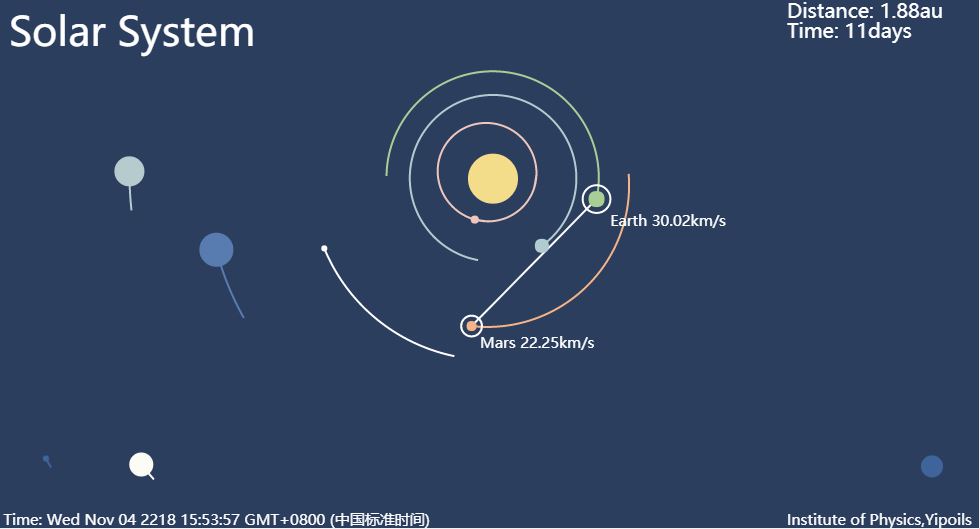 Solar System
Distance: 1.88au
Time: 11days
Earth 30.02km/s
Mars 22.25km/s
Time: Wed Nov 04 2218 15:53:57 GMT+0800 (中国标准时间)
Institute of Physics,Yipoils